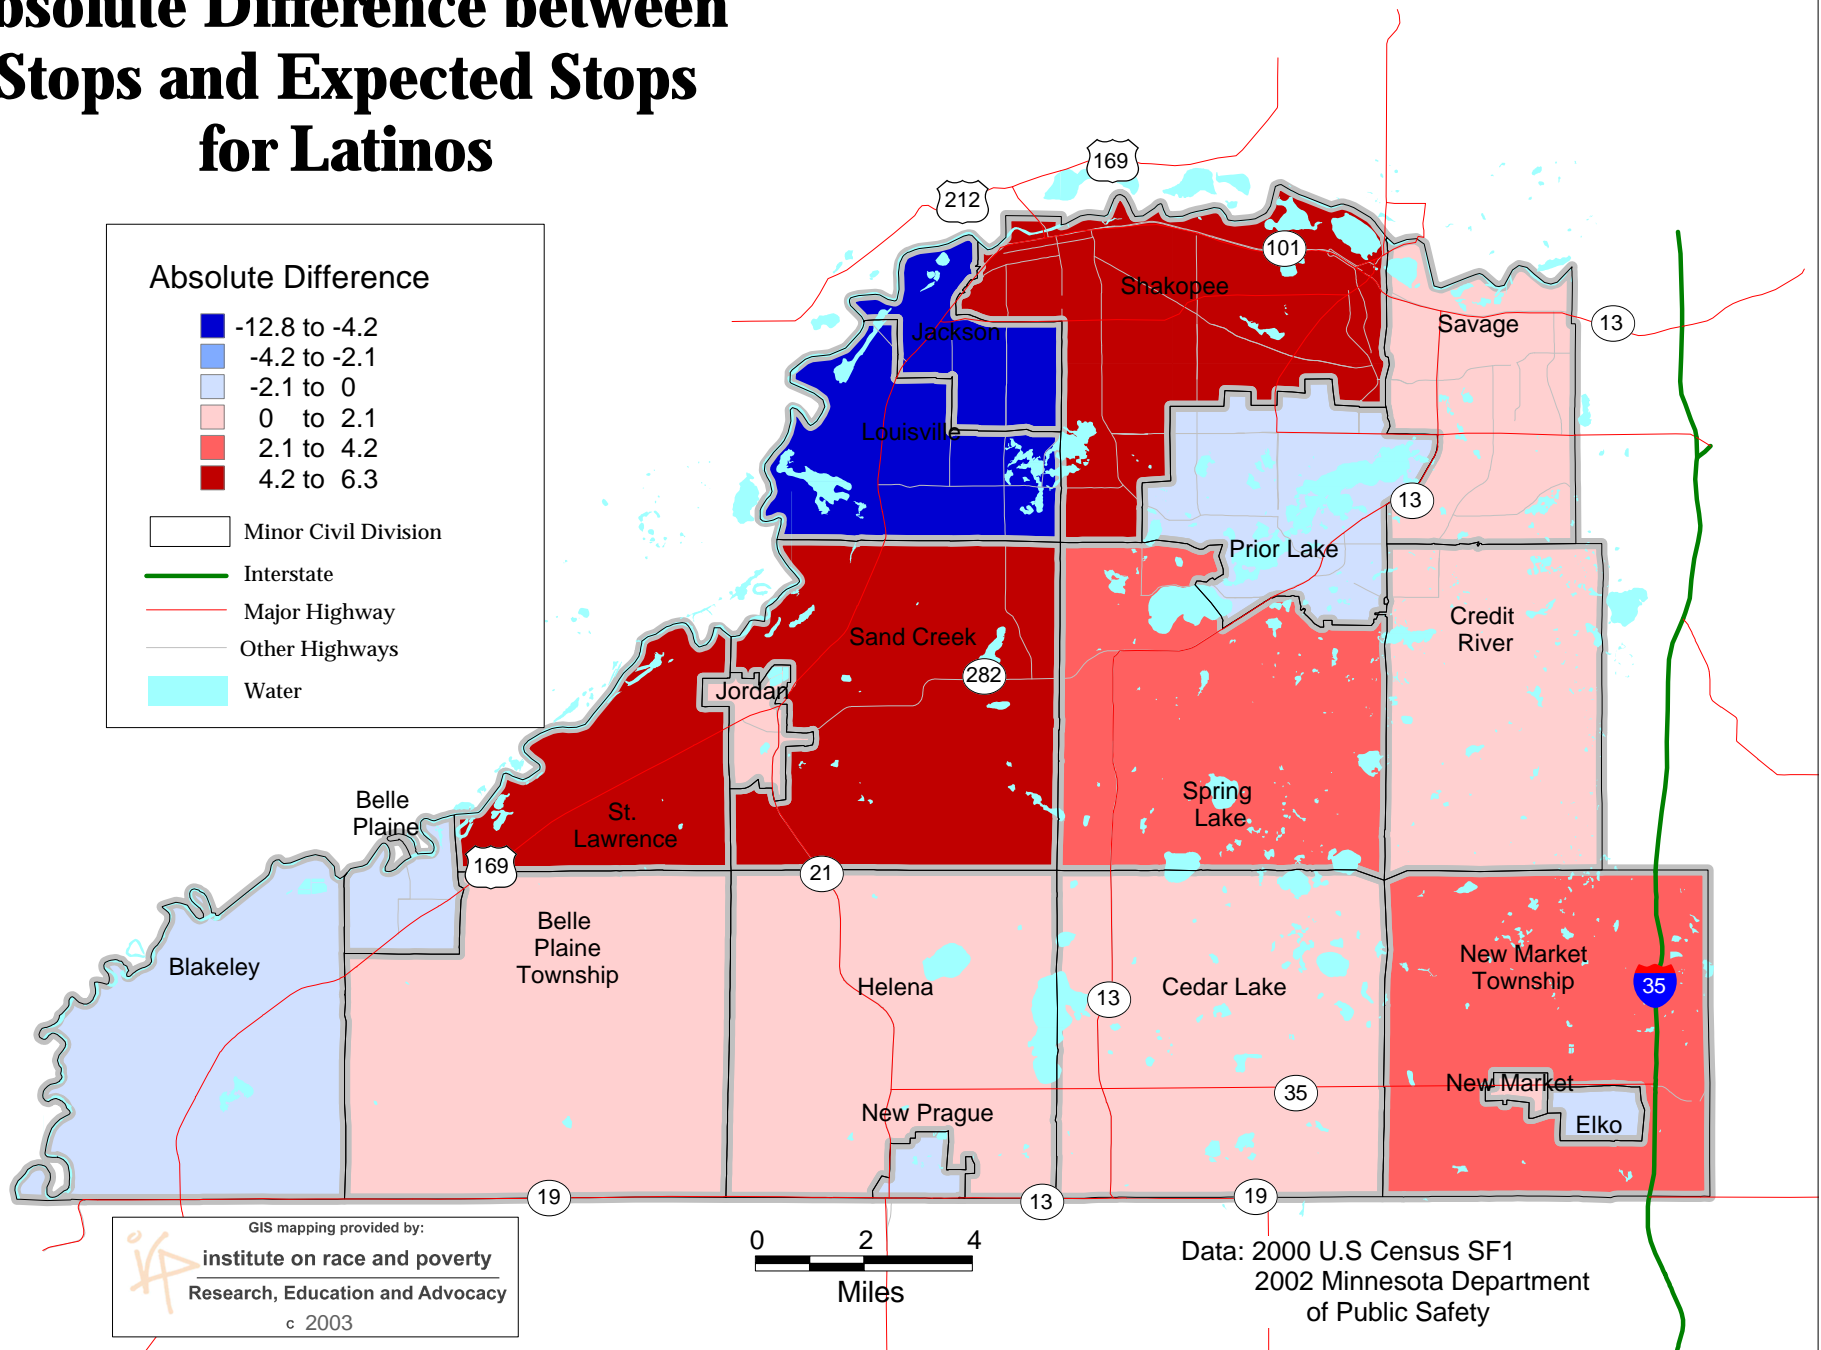 bsolute Difference between
Stops and Expected Stops
for Latinos
Absolute Difference
-12.8 to -4.2
-4.2 to -2.1
-2.1 to 0
0 to 2.1
2.1 to 4.2
4.2 to 6.3
Minor Civil Division
Interstate
Major Highway
Other Highways
Water
169
212
101
Shakopee
Jackson
Savage
13
Louisville
13
Prior Lake
Sand Creek
Credit
River
282
Jordan
Spring
Lake
Belle
Plaine
St.
Lawrence
169
21
Belle
Plaine
Township
Blakeley
Helena
13
Cedar Lake
New Market
Township
35
New Market
35
New Prague
Elko
19
13
19
GIS mapping provided by:
institute on race and poverty
Research, Education and Advocacy
c 2003
0 2 4
Miles
Data: 2000 U.S Census SF1
2002 Minnesota Department
of Public Safety